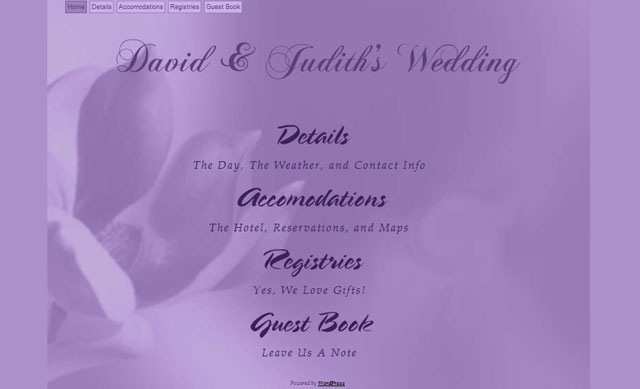 Home Details Accomodations Registries Guest Book
David & Judith's Wedding
Details
The Day, The Weather, and Contact Info
Accomodations
The Hotel, Reservations, and Maps
Registries
Yes, We Love Gifts!
Guest Book
Leave Us A Note
Powered by WordPress